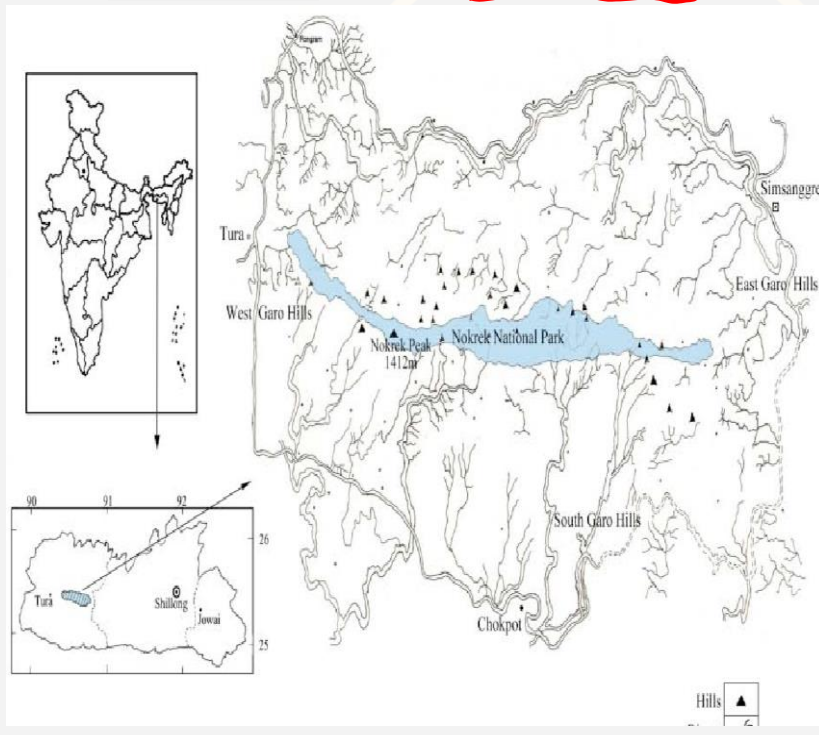 Rongram
Simsanggre
Tura
East Garo Hills
West Garo Hills
Nokrek Peak
1412m
Nokrek National Park
90
91
92
26
Tura
Shillong
Jowai
25
South Garo Hills
Chokpot
Hills